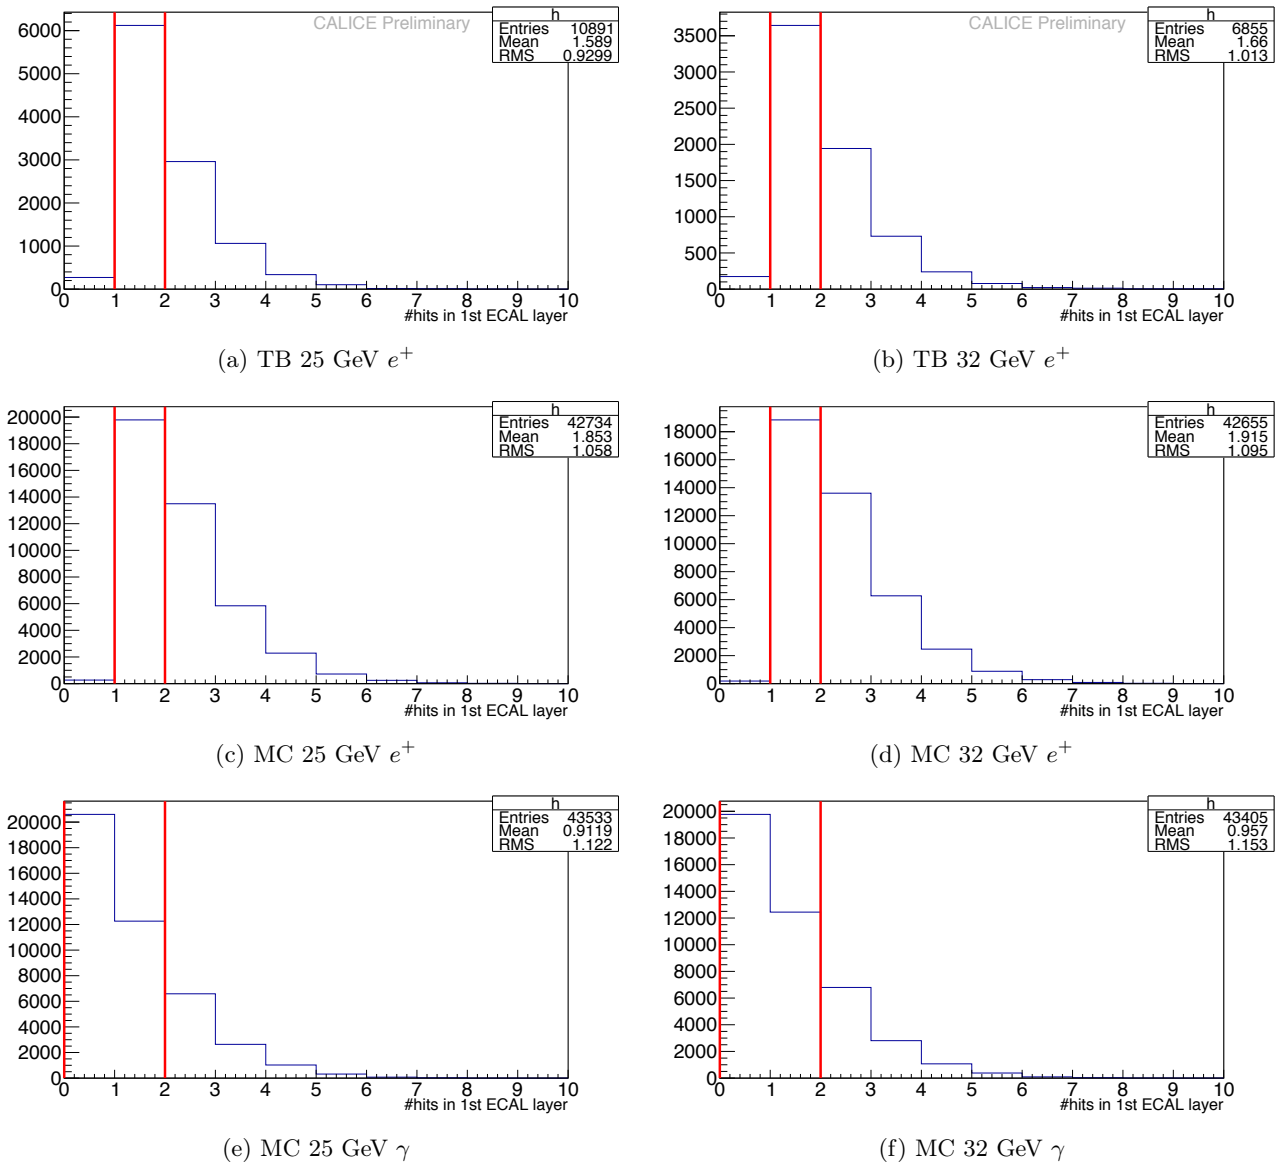 CALICE Preliminary
h
Entries 10891
Mean 1.589
RMS 0.9299
6000
5000
4000
3000
2000
1000
0
0 1 2 3 4 5 6 7 8 9 10
#hits in 1st ECAL layer
(a) TB 25 GeV e+
CALICE Preliminary
h
Entries 6855
Mean 1.66
RMS 1.013
3500
3000
2500
2000
1500
1000
500
0
0 1 2 3 4 5 6 7 8 9 10
#hits in 1st ECAL layer
(b) TB 32 GeV e+
h
Entries 42734
Mean 1.853
RMS 1.058
20000
18000
16000
14000
12000
10000
8000
6000
4000
2000
0
0 1 2 3 4 5 6 7 8 9 10
#hits in 1st ECAL layer
(c) MC 25 GeV e+
h
Entries 42655
Mean 1.915
RMS 1.095
18000
16000
14000
12000
10000
8000
6000
4000
2000
0
0 1 2 3 4 5 6 7 8 9 10
#hits in 1st ECAL layer
(d) MC 32 GeV e+
h
Entries 43533
Mean 0.9119
RMS 1.122
20000
18000
16000
14000
12000
10000
8000
6000
4000
2000
0
0 1 2 3 4 5 6 7 8 9 10
#hits in 1st ECAL layer
(e) MC 25 GeV γ
h
Entries 43405
Mean 0.957
RMS 1.153
20000
18000
16000
14000
12000
10000
8000
6000
4000
2000
0
0 1 2 3 4 5 6 7 8 9 10
#hits in 1st ECAL layer
(f) MC 32 GeV γ